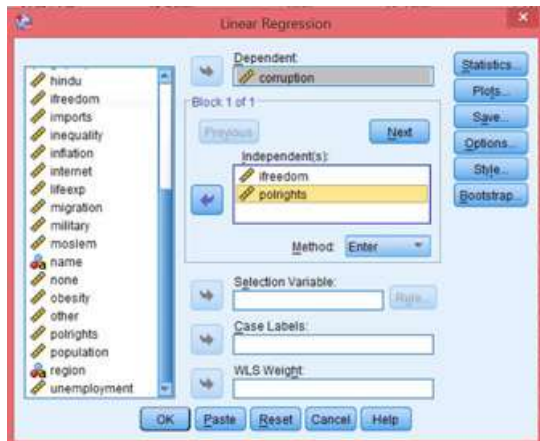 Linear Regression
hindu
ifreedom
imports
inequality
inflation
internet
lifeexp
migration
military
moslem
name
none
obesity
other
polrights
population
region
unemployment
Dependent:
corruption
Block 1 of 1
Previous
Next
Independent(s):
ifreedom
polrights
Method: Enter
Selection Variable:
Rule...
Case Labels:
WLS Weight:
Statistics...
Plots...
Save...
Options...
Style...
Bootstrap...
OK
Paste
Reset
Cancel
Help